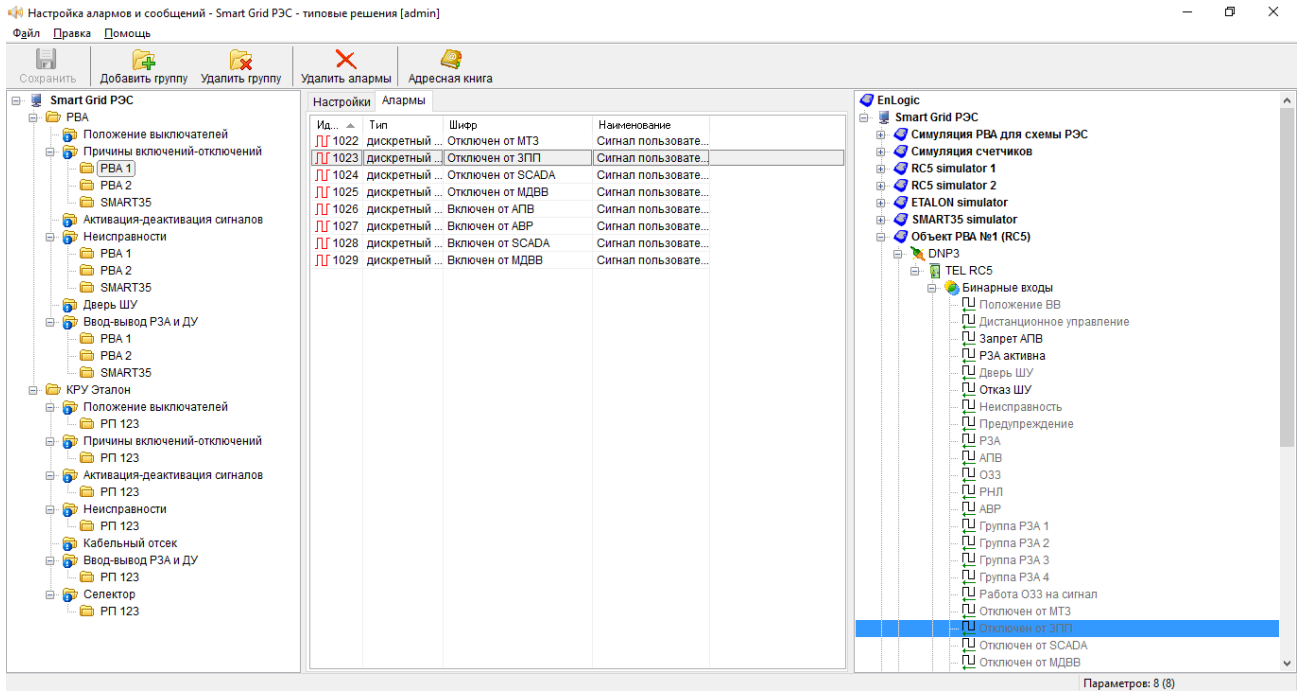 Настройка алармов и сообщений - Smart Grid РЭС - типовые решения [admin]
Файл Правка Помощь
Сохранить Добавить группу Удалить группу Удалить алармы Адресная книга
Smart Grid РЭС
РВА
Положение выключателей
Причины включений-отключений
РВА 1
РВА 2
SMART35
Активация-деактивация сигналов
Неисправности
РВА 1
РВА 2
SMART35
Дверь ШУ
Ввод-вывод РЗА и ДУ
РВА 1
РВА 2
SMART35
КРУ Эталон
Положение выключателей
РП 123
Причины включений-отключений
РП 123
Активация-деактивация сигналов
РП 123
Неисправности
РП 123
Кабельный отсек
Ввод-вывод РЗА и ДУ
РП 123
Селектор
РП 123
Настройки Алармы
Ид... Тип Шифр Наименование
1022 дискретный ... Отключен от МТЗ Сигнал пользовате...
1023 дискретный ... Отключен от ЗПП Сигнал пользовате...
1024 дискретный ... Отключен от SCADA Сигнал пользовате...
1025 дискретный ... Отключен от МДВВ Сигнал пользовате...
1026 дискретный ... Включен от АПВ Сигнал пользовате...
1027 дискретный ... Включен от АВР Сигнал пользовате...
1028 дискретный ... Включен от SCADA Сигнал пользовате...
1029 дискретный ... Включен от МДВВ Сигнал пользовате...
EnLogic
Smart Grid РЭС
Симуляция РВА для схемы РЭС
Симуляция счетчиков
RC5 simulator 1
RC5 simulator 2
ETALON simulator
SMART35 simulator
Объект РВА №1 (RC5)
DNP3
TEL RC5
Бинарные входы
Положение ВВ
Дистанционное управление
Запрет АПВ
РЗА активна
Дверь ШУ
Отказ ШУ
Неисправность
Предупреждение
РЗА
АПВ
ОЗЗ
РНЛ
АВР
Группа РЗА 1
Группа РЗА 2
Группа РЗА 3
Группа РЗА 4
Работа ОЗЗ на сигнал
Отключен от МТЗ
Отключен от ЗПП
Отключен от SCADA
Отключен от МДВВ
Параметров: 8 (8)